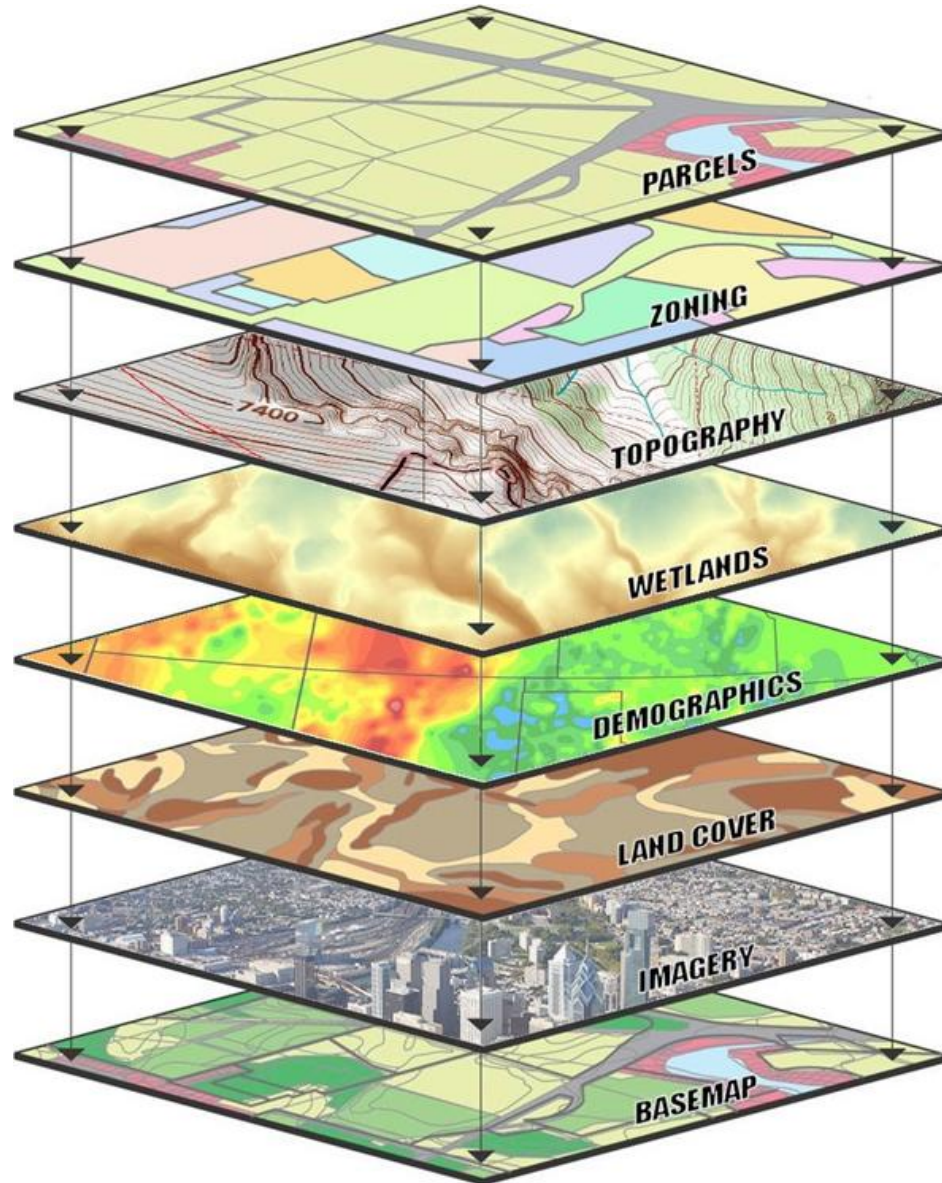 PARCELS
ZONING
7400
TOPOGRAPHY
WETLANDS
DEMOGRAPHICS
LAND COVER
IMAGERY
BASEMAP